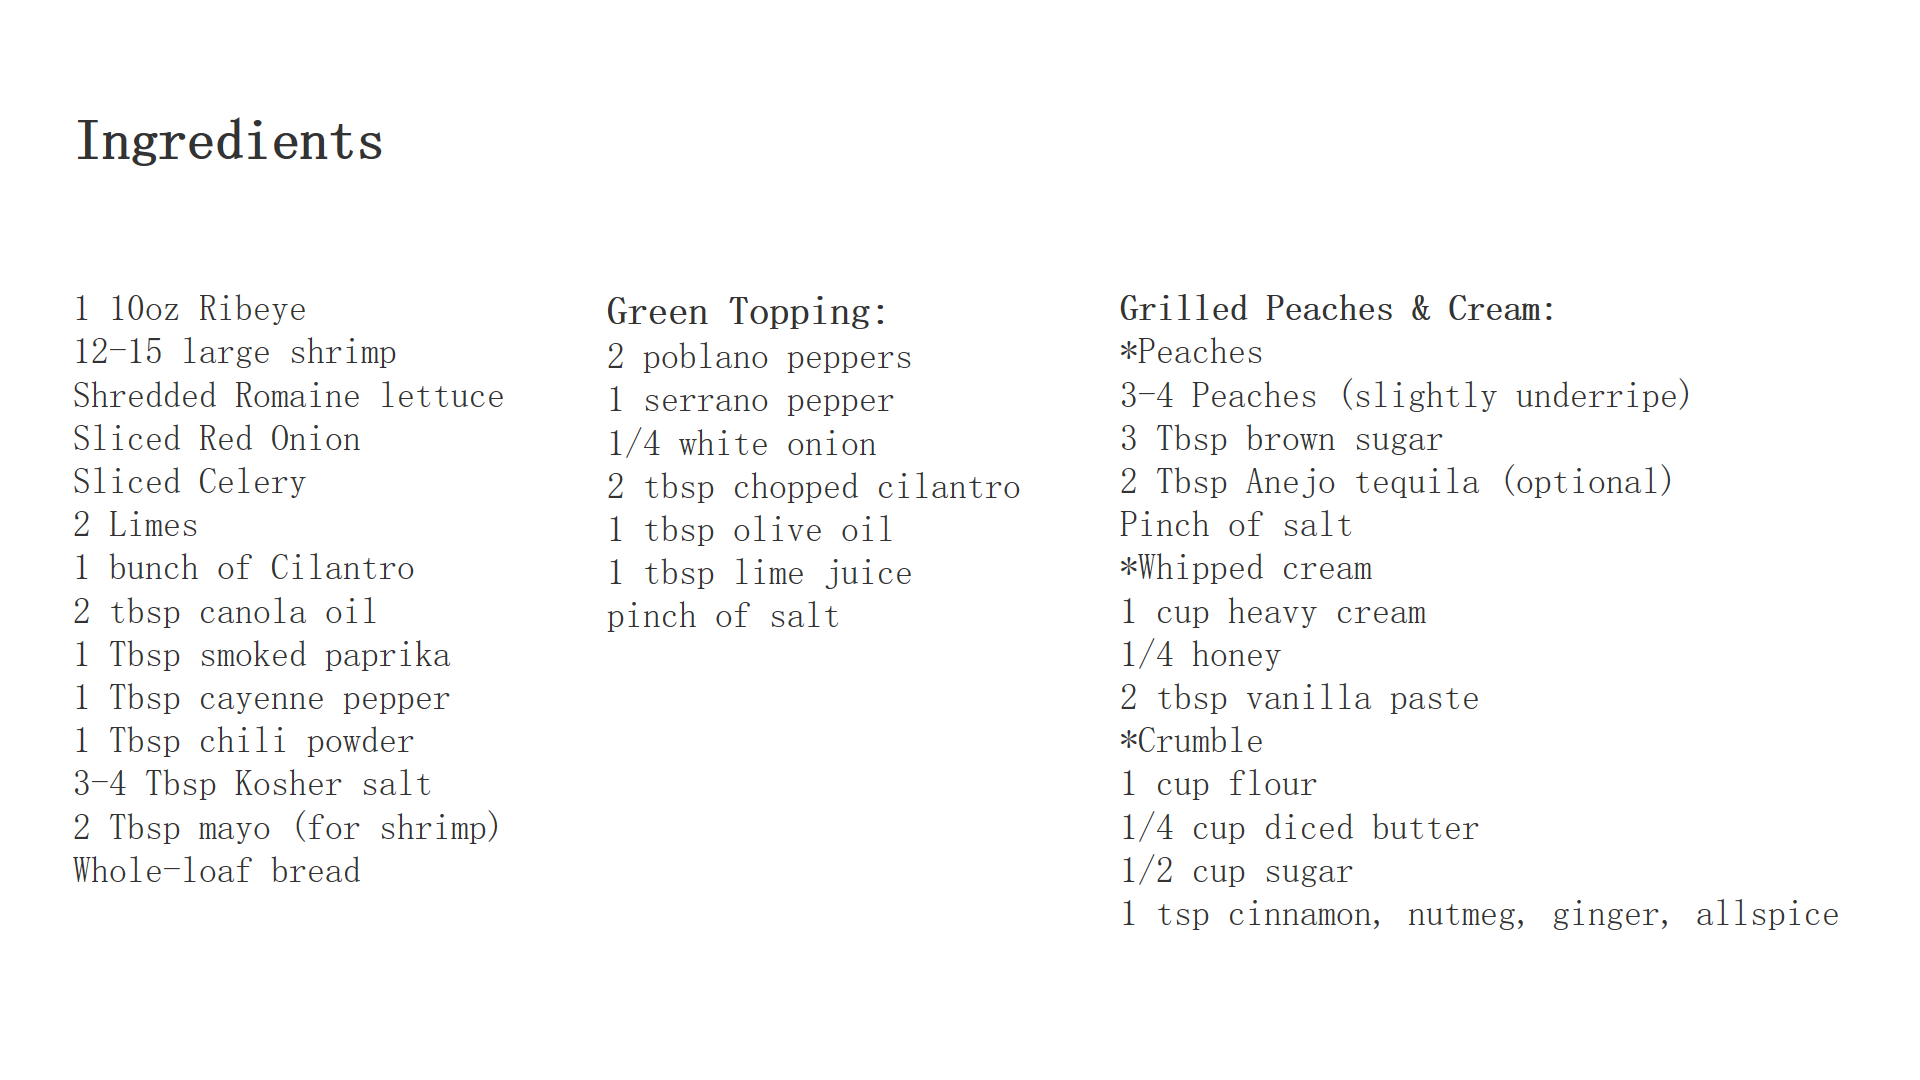 Ingredients
1 10oz Ribeye
12-15 large shrimp
Shredded Romaine lettuce
Sliced Red Onion
Sliced Celery
2 Limes
1 bunch of Cilantro
2 tbsp canola oil
1 Tbsp smoked paprika
1 Tbsp cayenne pepper
1 Tbsp chili powder
3-4 Tbsp Kosher salt
2 Tbsp mayo (for shrimp)
Whole-loaf bread
Green Topping:
2 poblano peppers
1 serrano pepper
1/4 white onion
2 tbsp chopped cilantro
1 tbsp olive oil
1 tbsp lime juice
pinch of salt
Grilled Peaches & Cream:
*Peaches
3-4 Peaches (slightly underripe)
3 Tbsp brown sugar
2 Tbsp Anejo tequila (optional)
Pinch of salt
*Whipped cream
1 cup heavy cream
1/4 honey
2 tbsp vanilla paste
*Crumble
1 cup flour
1/4 cup diced butter
1/2 cup sugar
1 tsp cinnamon, nutmeg, ginger, allspice